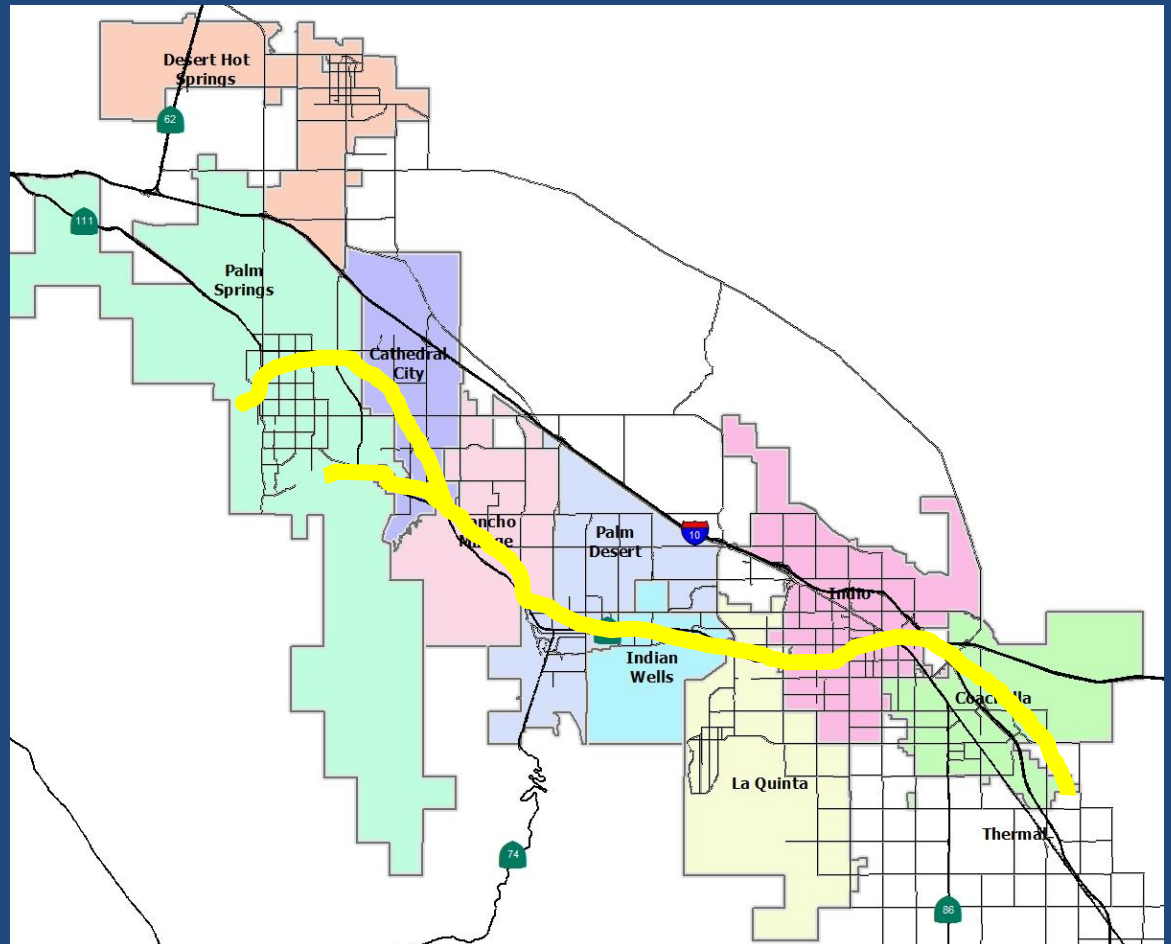 Desert Hot
Springs
62
111
Palm
Springs
Cathedral
City
Palm
Desert
10
Indio
Indian
Wells
Coachella
La Quinta
Thermal
74
86